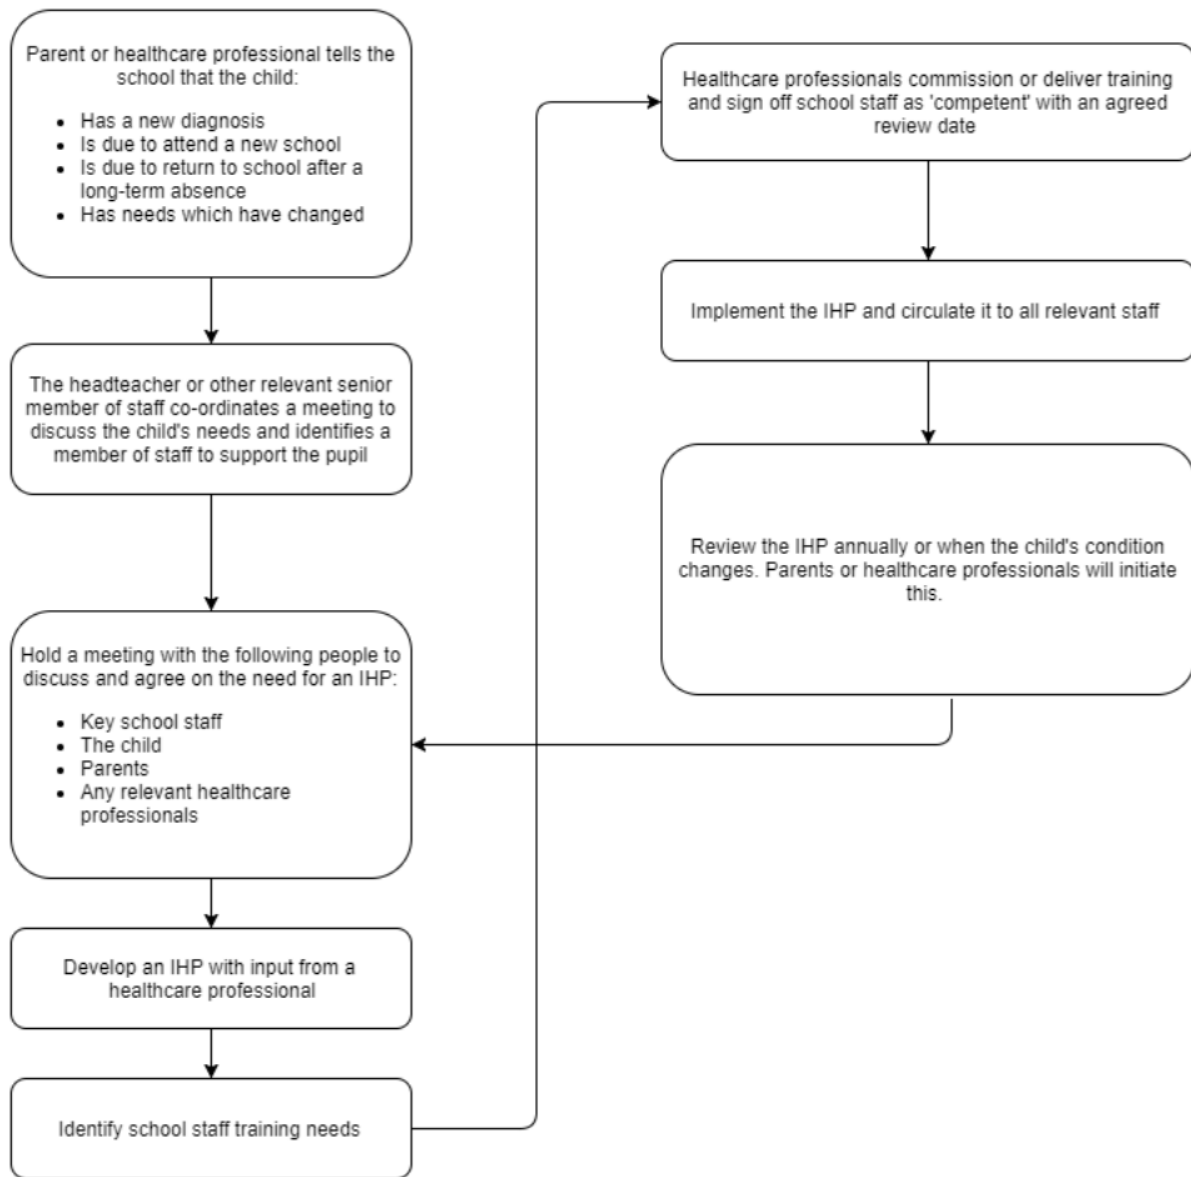 Parent or healthcare professional tells the
school that the child:
• Has a new diagnosis
• Is due to attend a new school
• Is due to return to school after a
long-term absence
• Has needs which have changed
The headteacher or other relevant senior
member of staff co-ordinates a meeting to
discuss the child's needs and identifies a
member of staff to support the pupil
Hold a meeting with the following people to
discuss and agree on the need for an IHP:
• Key school staff
• The child
• Parents
• Any relevant healthcare
professionals
Develop an IHP with input from a
healthcare professional
Identify school staff training needs
Healthcare professionals commission or deliver training
and sign off school staff as 'competent' with an agreed
review date
Implement the IHP and circulate it to all relevant staff
Review the IHP annually or when the child's condition
changes. Parents or healthcare professionals will initiate
this.